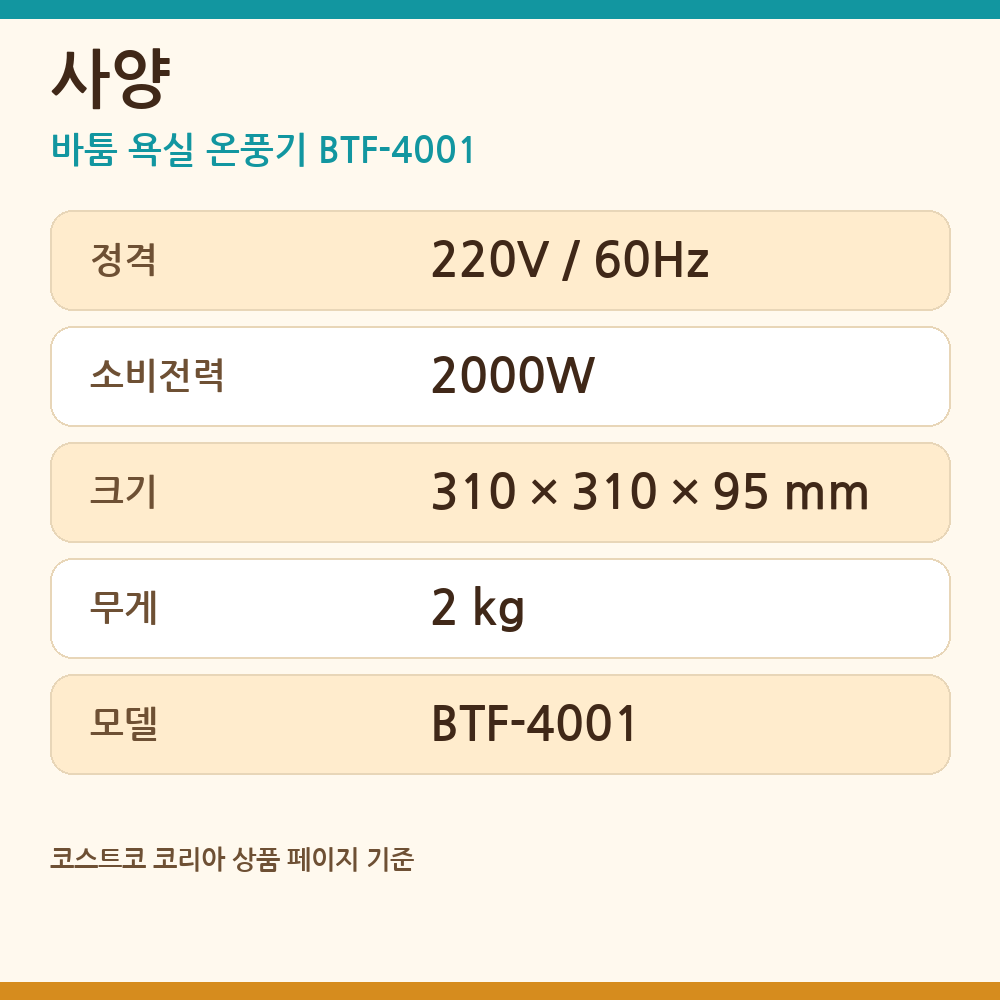 사양
바툼 욕실 온풍기 BTF-4001
정격 220V / 60Hz
소비전력 2000W
크기 310 × 310 × 95 mm
무게 2 kg
모델 BTF-4001
코스트코 코리아 상품 페이지 기준